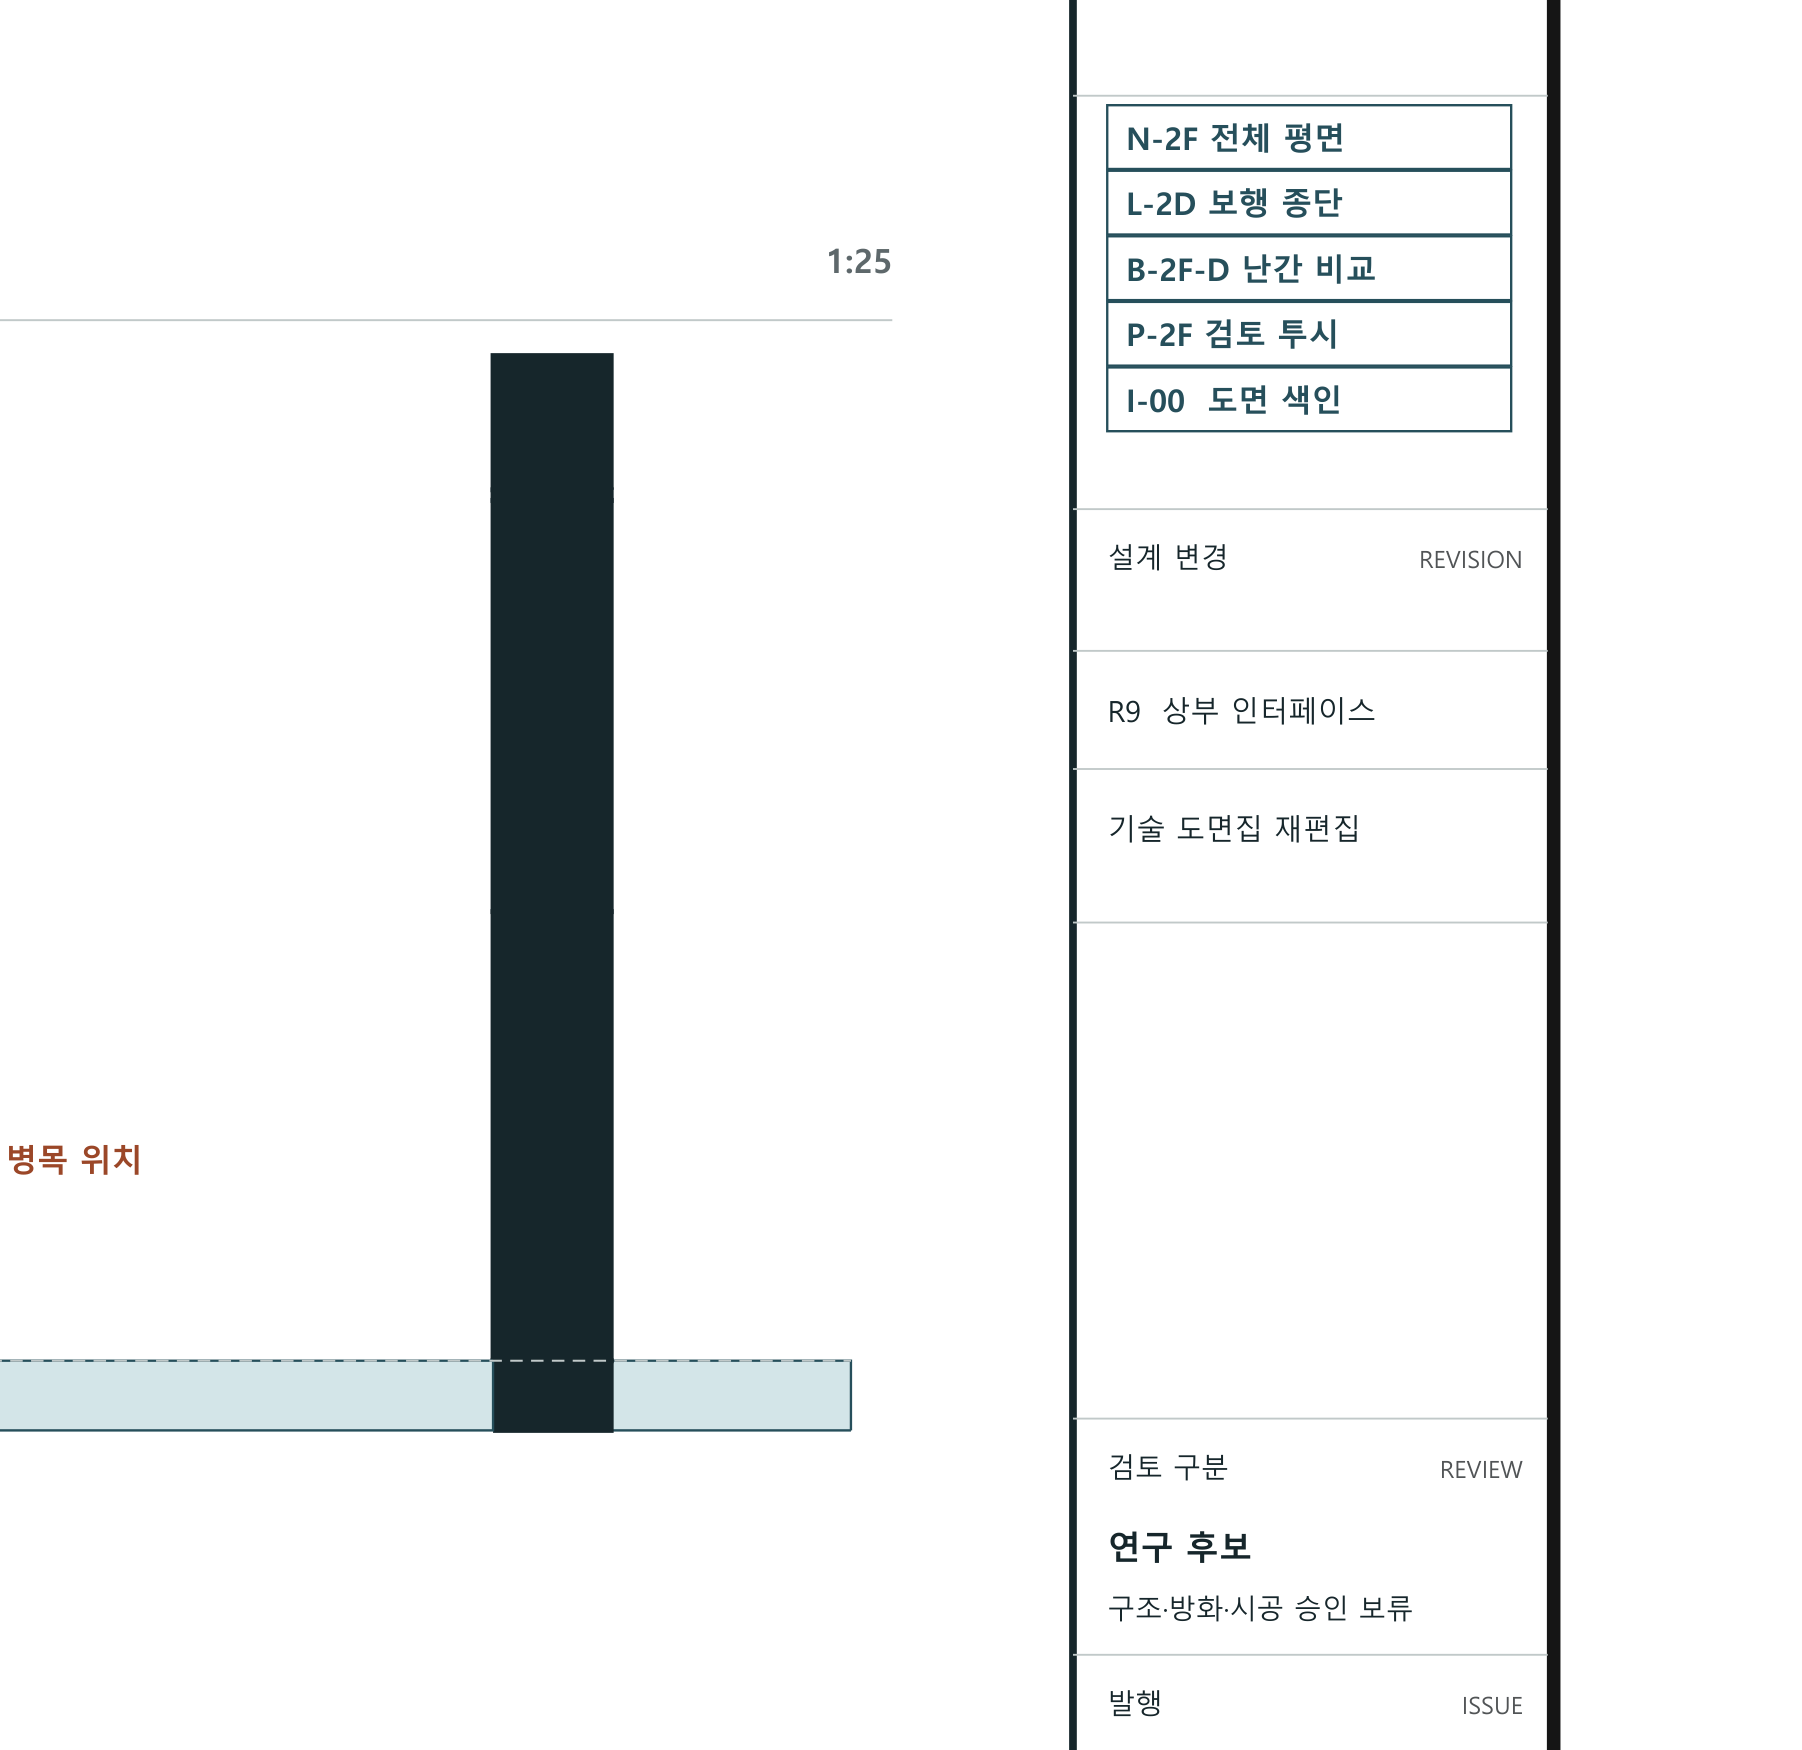 1:25
병목 위치
N-2F 전체 평면
L-2D 보행 종단
B-2F-D 난간 비교
P-2F 검토 투시
I-00 도면 색인
설계 변경 REVISION
R9 상부 인터페이스
기술 도면집 재편집
검토 구분 REVIEW
연구 후보
구조·방화·시공 승인 보류
발행 ISSUE